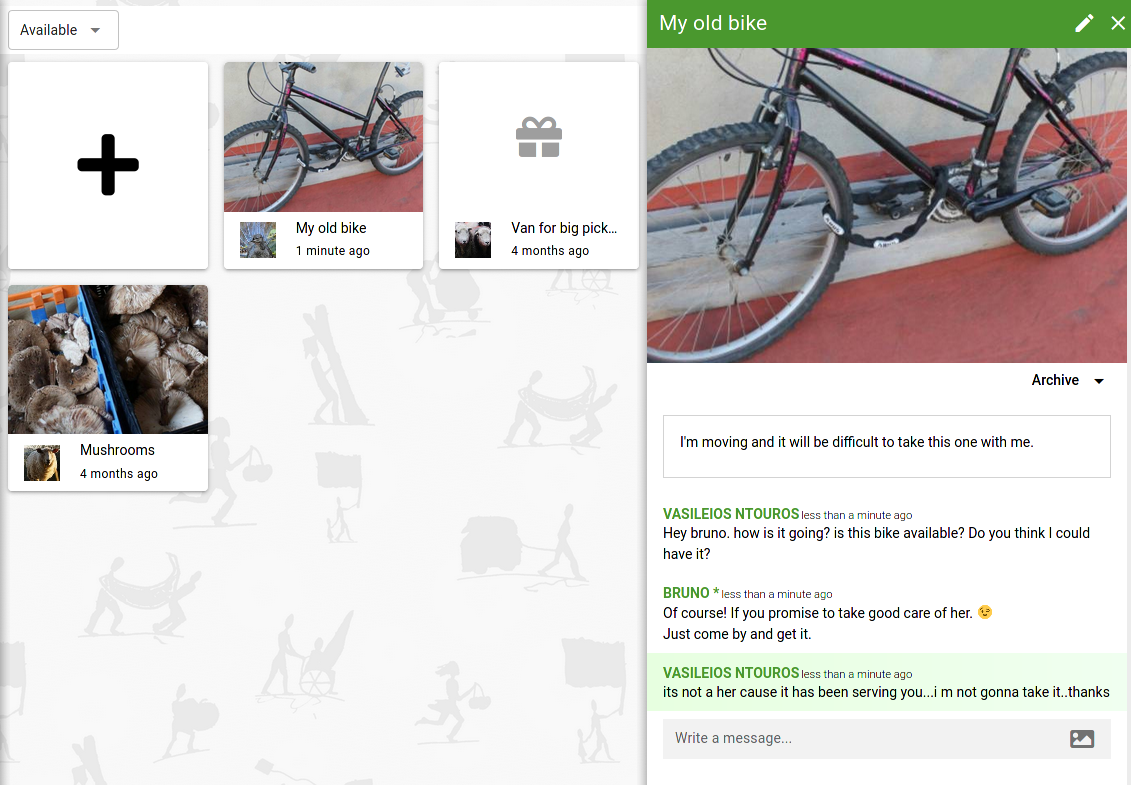 Available
My old bike
1 minute ago
Van for big pick…
4 months ago
Mushrooms
4 months ago
My old bike
Archive
I'm moving and it will be difficult to take this one with me.
VASILEIOS NTOUROS less than a minute ago
Hey bruno. how is it going? is this bike available? Do you think I could
have it?
BRUNO * less than a minute ago
Of course! If you promise to take good care of her. 😉
Just come by and get it.
VASILEIOS NTOUROS less than a minute ago
its not a her cause it has been serving you...i m not gonna take it..thanks
Write a message...